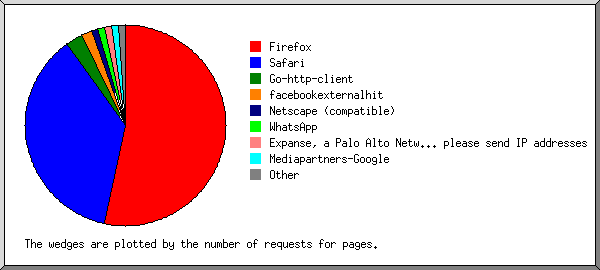 Firefox
Safari
Go-http-client
facebookexternalhit
Netscape (compatible)
WhatsApp
Expanse, a Palo Alto Netw... please send IP addresses
Mediapartners-Google
Other
The wedges are plotted by the number of requests for pages.